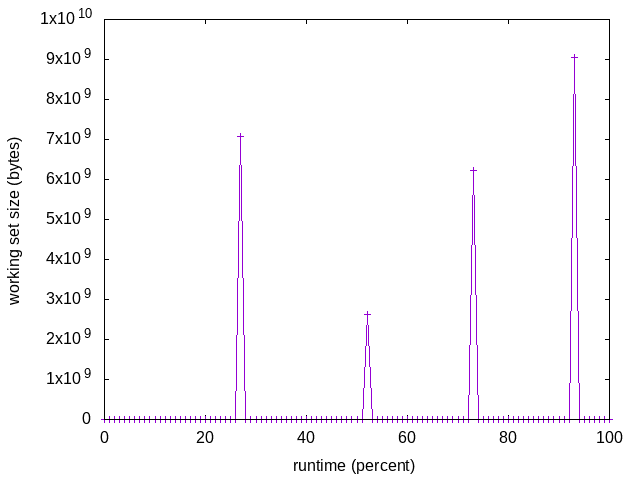 1x10^10
9x10^9
8x10^9
7x10^9
6x10^9
5x10^9
4x10^9
3x10^9
2x10^9
1x10^9
0
working set size (bytes)
0 20 40 60 80 100
runtime (percent)